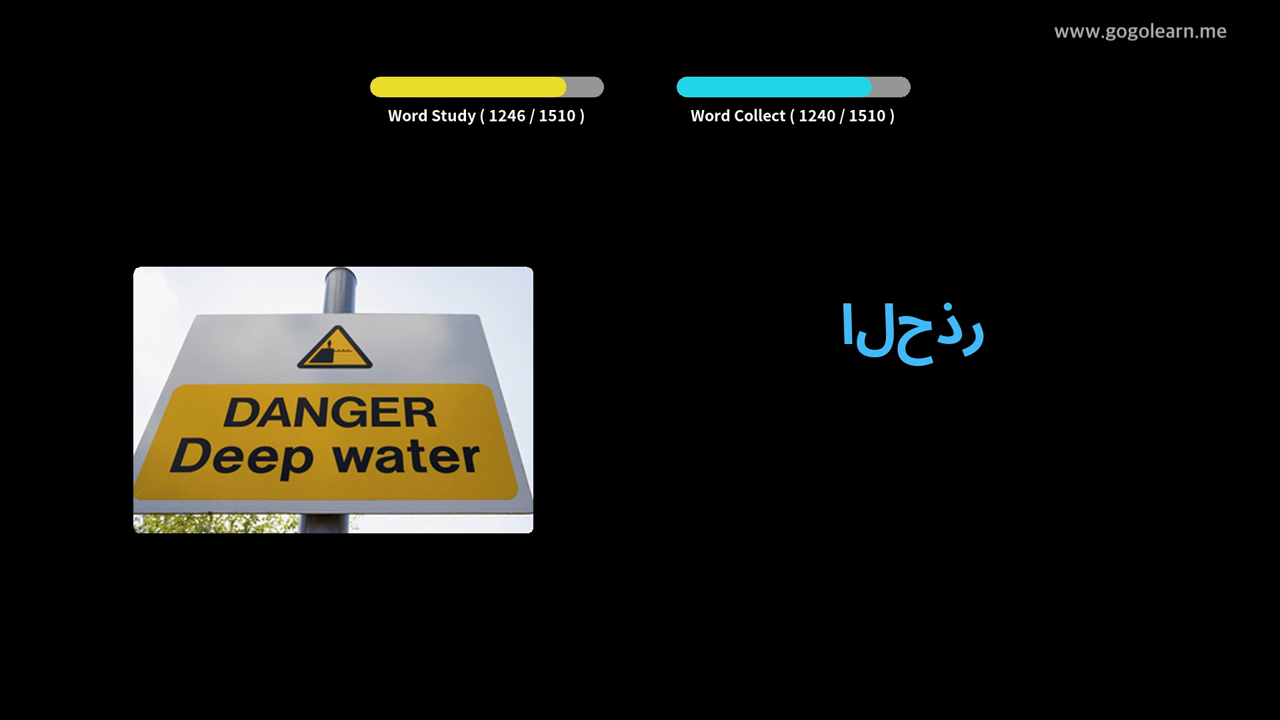 www.gogolearn.me
Word Study ( 1246 / 1510 )
Word Collect ( 1240 / 1510 )
DANGER
Deep water
الحذر